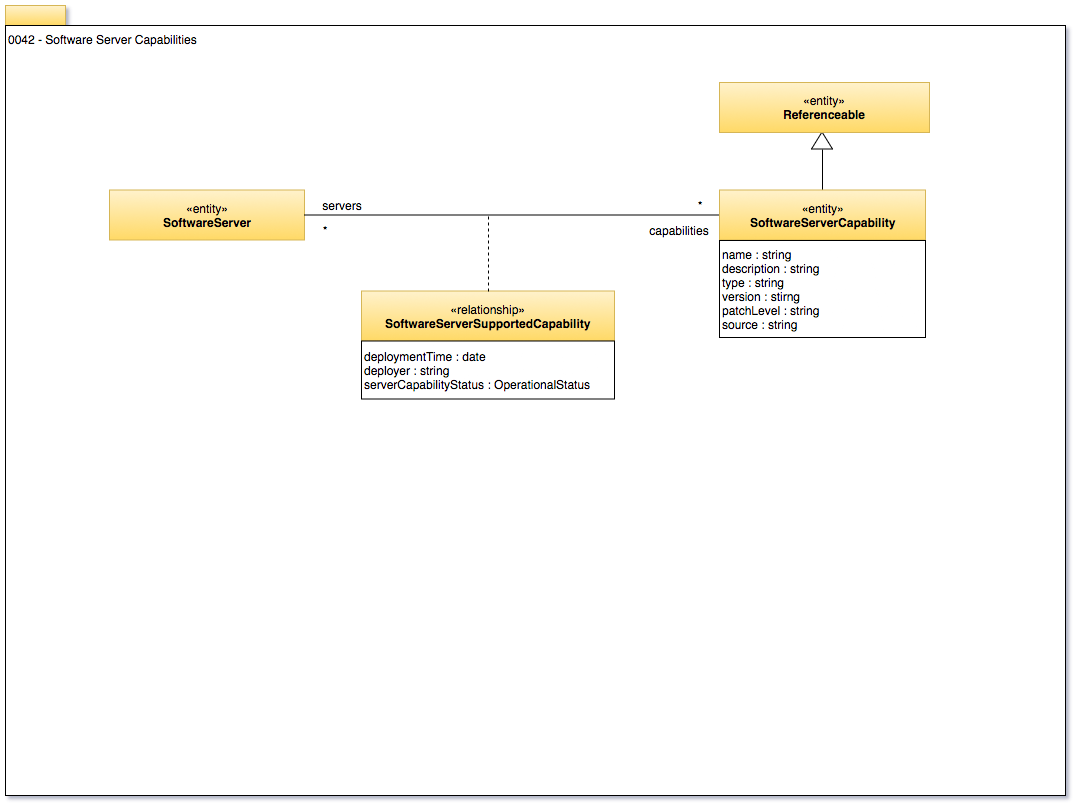 0042 - Software Server Capabilities
«entity»
Referenceable
«entity»
SoftwareServer
servers
*
*
capabilities
«entity»
SoftwareServerCapability
name : string
description : string
type : string
version : stirng
patchLevel : string
source : string
«relationship»
SoftwareServerSupportedCapability
deploymentTime : date
deployer : string
serverCapabilityStatus : OperationalStatus